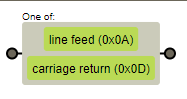 One of:
line feed (0x0A)
carriage return (0x0D)